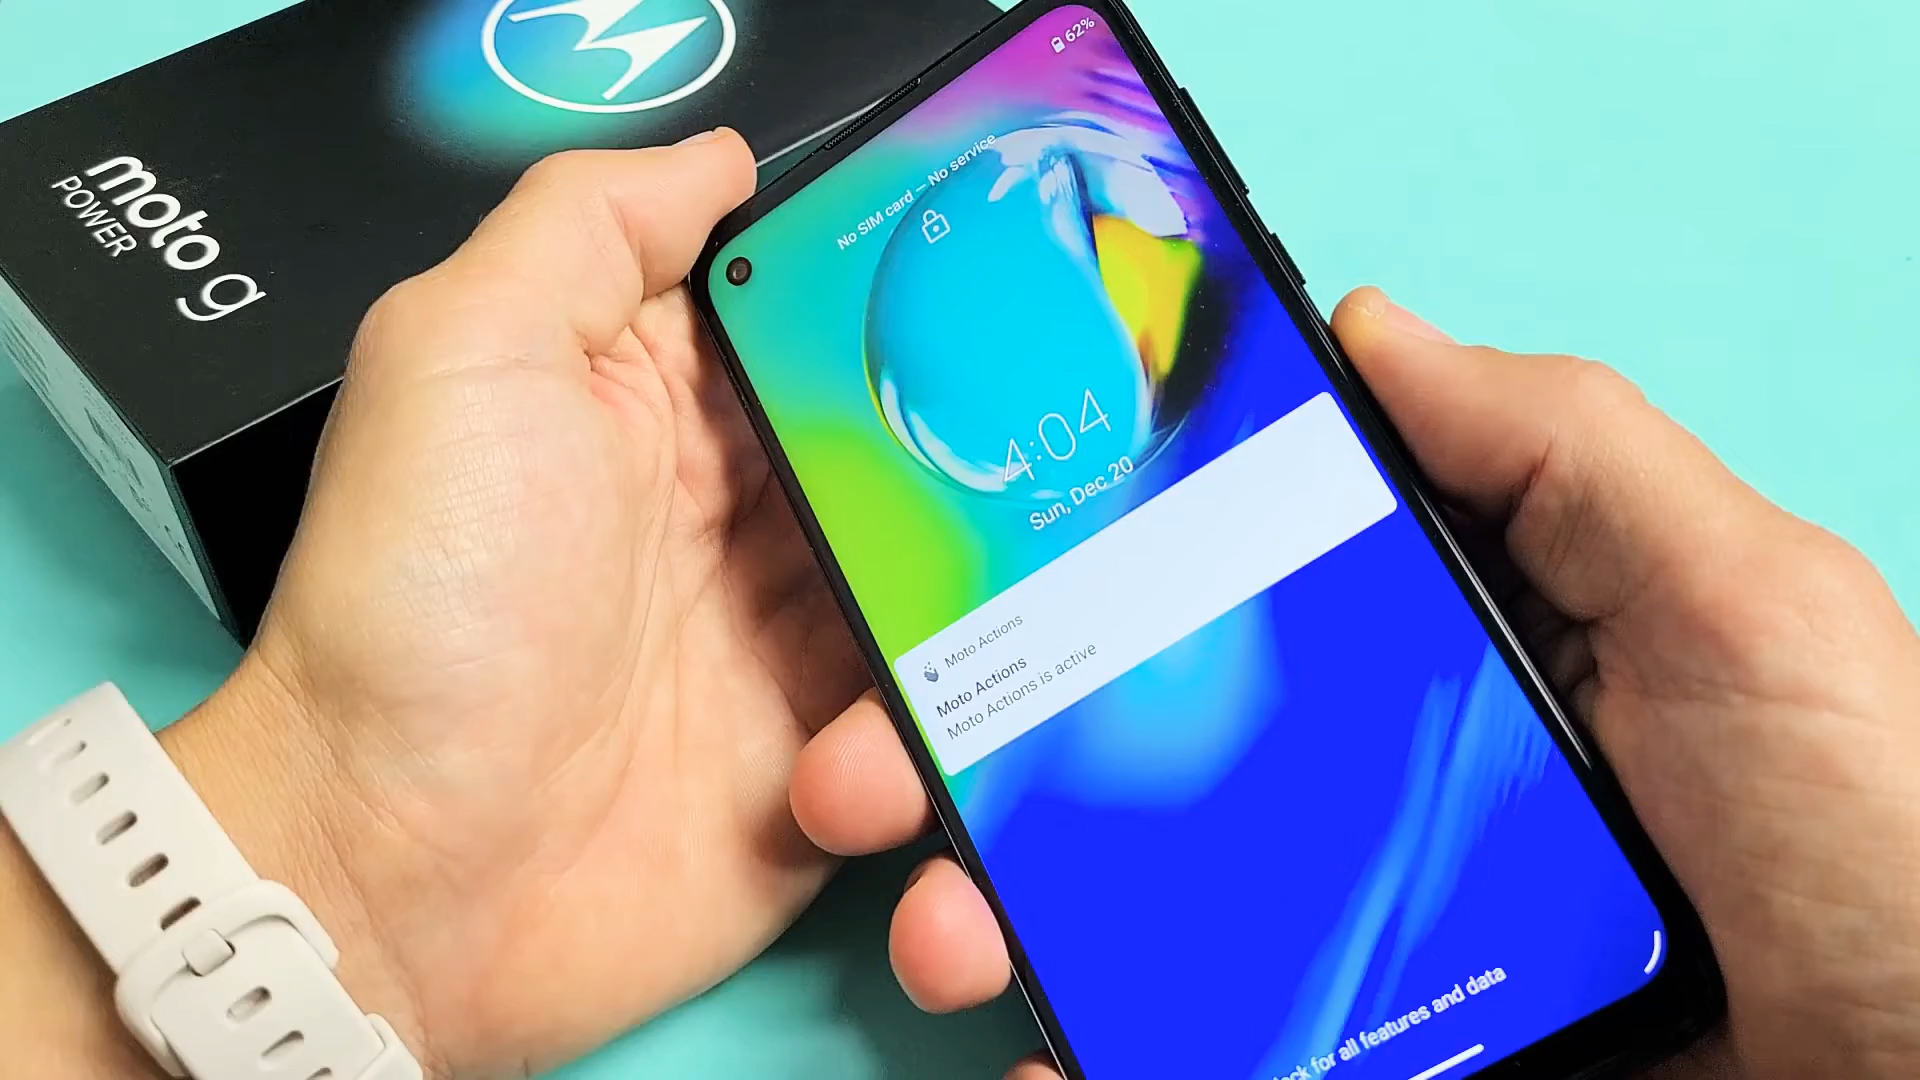 moto g
POWER
62%
No SIM card – No service
4:04
Sun, Dec 20
Moto Actions
Moto Actions
Moto Actions is active
for all features and data